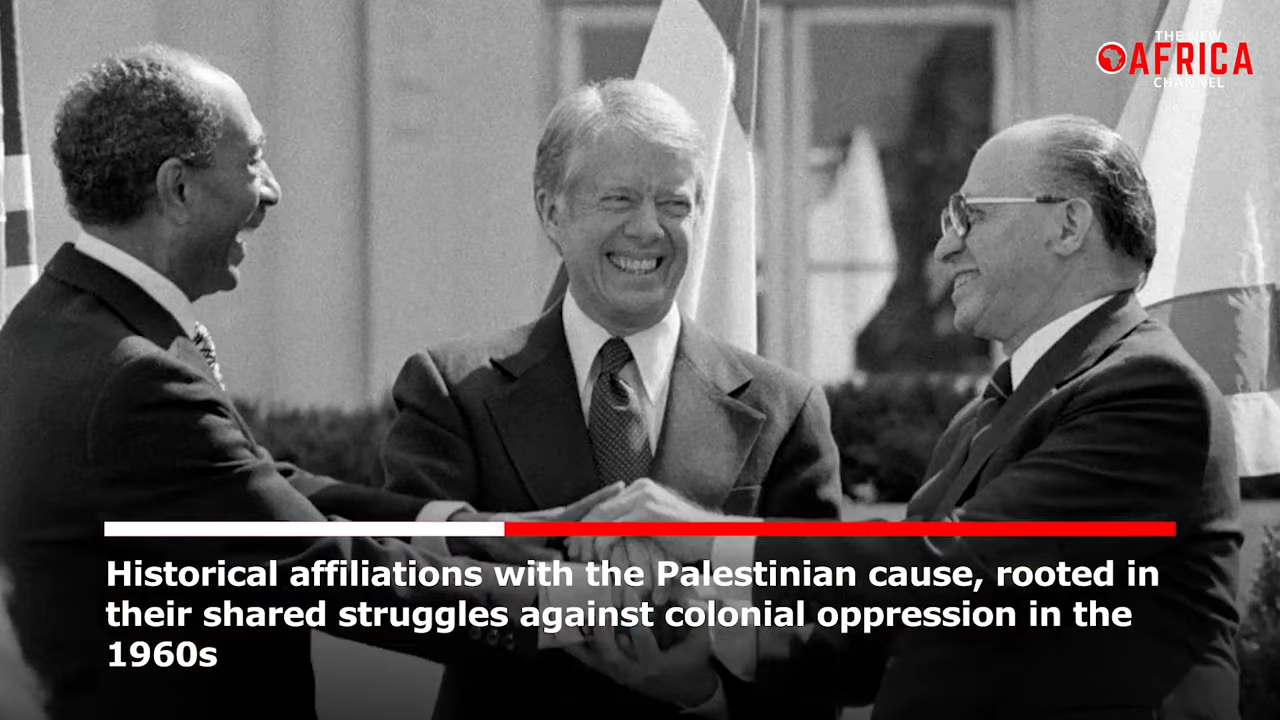 THE NEW
AFRICA
CHANNEL
Historical affiliations with the Palestinian cause, rooted in
their shared struggles against colonial oppression in the
1960s